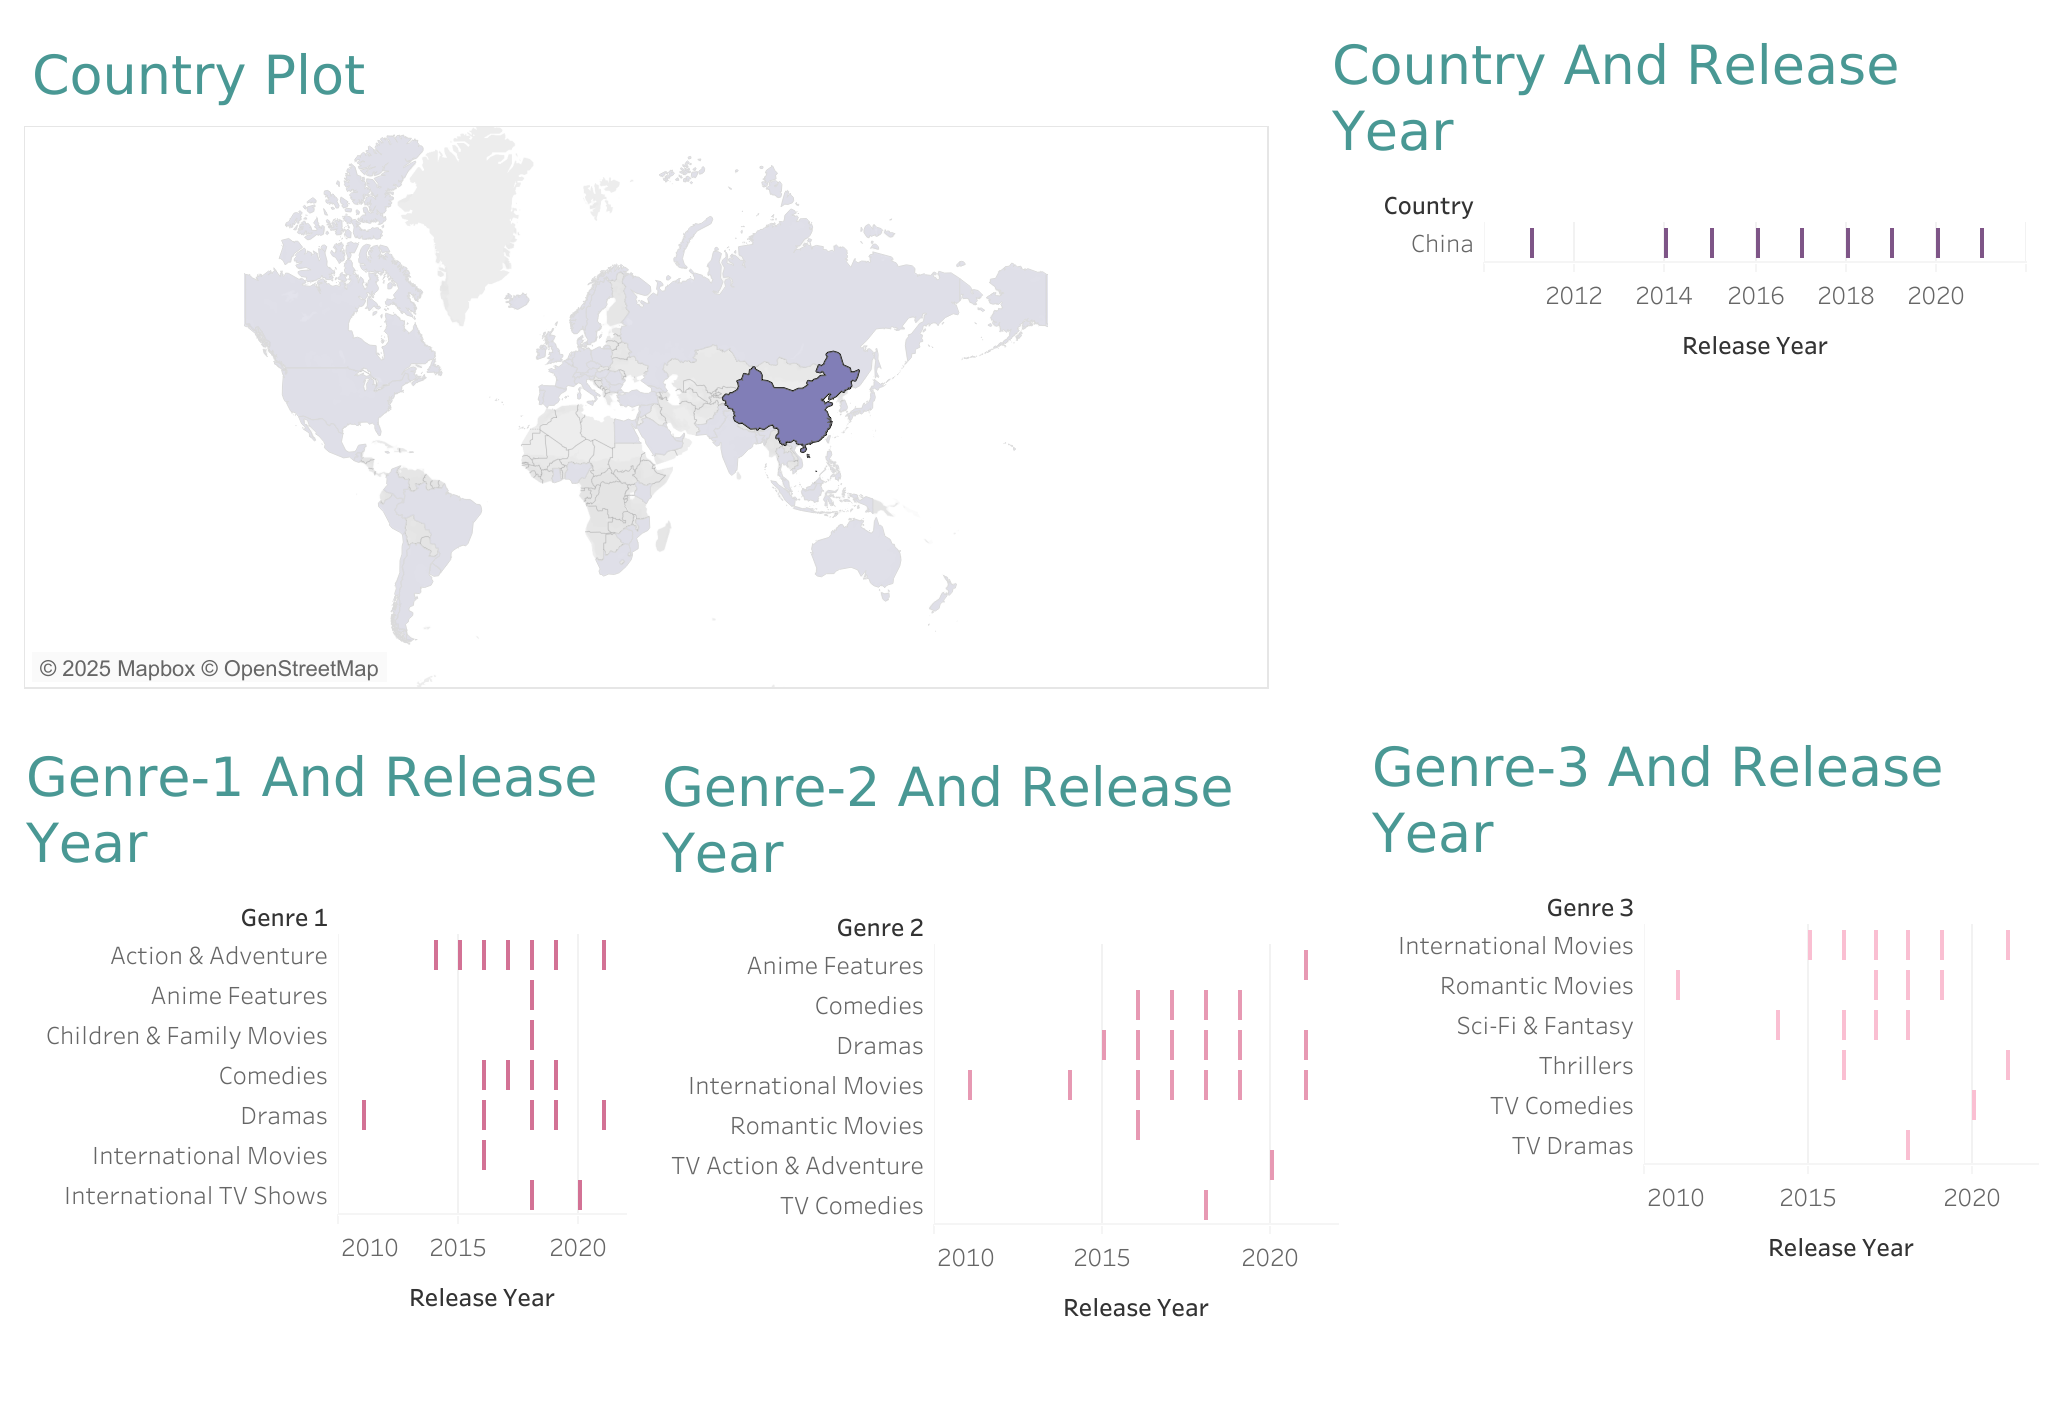 Country Plot
© 2025 Mapbox © OpenStreetMap
Country And Release
Year
Country
China
2012 2014 2016 2018 2020
Release Year
Genre-1 And Release
Year
Genre 1
Action & Adventure
Anime Features
Children & Family Movies
Comedies
Dramas
International Movies
International TV Shows
2010 2015 2020
Release Year
Genre-2 And Release
Year
Genre 2
Anime Features
Comedies
Dramas
International Movies
Romantic Movies
TV Action & Adventure
TV Comedies
2010 2015 2020
Release Year
Genre-3 And Release
Year
Genre 3
International Movies
Romantic Movies
Sci-Fi & Fantasy
Thrillers
TV Comedies
TV Dramas
2010 2015 2020
Release Year